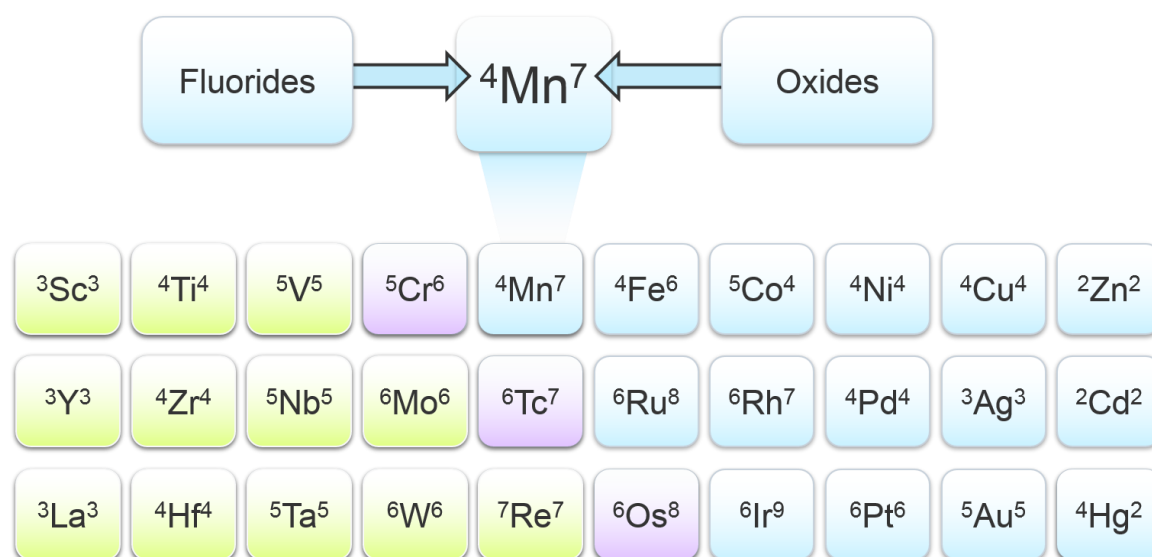 Fluorides ⁴Mn⁷ Oxides
³Sc³ ⁴Ti⁴ ⁵V⁵ ⁵Cr⁶ ⁴Mn⁷ ⁴Fe⁶ ⁵Co⁴ ⁴Ni⁴ ⁴Cu⁴ ²Zn²
³Y³ ⁴Zr⁴ ⁵Nb⁵ ⁶Mo⁶ ⁶Tc⁷ ⁶Ru⁸ ⁶Rh⁷ ⁴Pd⁴ ³Ag³ ²Cd²
³La³ ⁴Hf⁴ ⁵Ta⁵ ⁶W⁶ ⁷Re⁷ ⁶Os⁸ ⁶Ir⁹ ⁶Pt⁶ ⁵Au⁵ ⁴Hg²